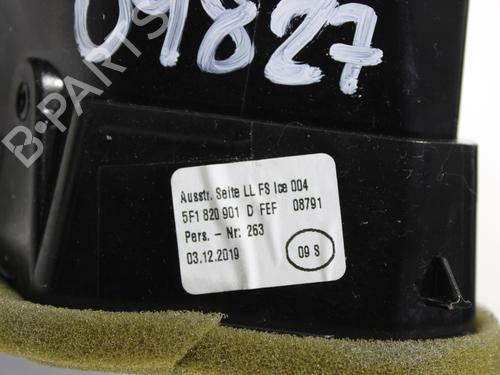 09827
B-PARTS
Ausstr. Seite LL FS Ice 004
5F1 820 901 D FEF 08791
Pers. - Nr: 263
03.12.2019 09 S